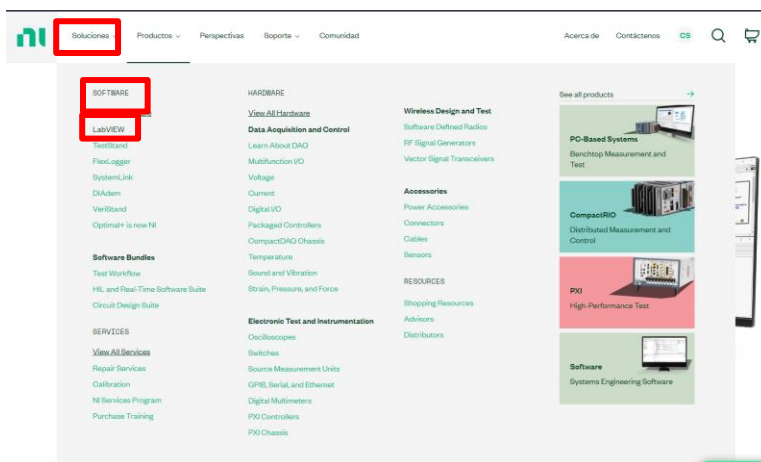 Soluciones
Productos
Perspectivas
Soporte
Comunidad
Acerca de
Contáctenos
CS
SOFTWARE
LabVIEW
TestStand
FlexLogger
SystemLink
DIAdem
VeriStand
Optimal+ is now NI
Software Bundles
Test Workflow
HIL and Real-Time Software Suite
Circuit Design Suite
SERVICES
View All Services
Repair Services
Calibration
NI Services Program
Purchase Training
HARDWARE
View All Hardware
Data Acquisition and Control
Learn About DAQ
Multifunction I/O
Voltage
Current
Digital I/O
Packaged Controllers
CompactDAQ Chassis
Temperature
Sound and Vibration
Strain, Pressure, and Force
Electronic Test and Instrumentation
Oscilloscopes
Switches
Source Measurement Units
GPIB, Serial, and Ethernet
Digital Multimeters
PXI Controllers
PXI Chassis
Wireless Design and Test
Software Defined Radios
RF Signal Generators
Vector Signal Transceivers
Accessories
Power Accessories
Connectors
Cables
Sensors
RESOURCES
Shopping Resources
Advisors
Distributors
See all products
PC-Based Systems
Benchtop Measurement and
Test
CompactRIO
Distributed Measurement and
Control
PXI
High-Performance Test
Software
Systems Engineering Software